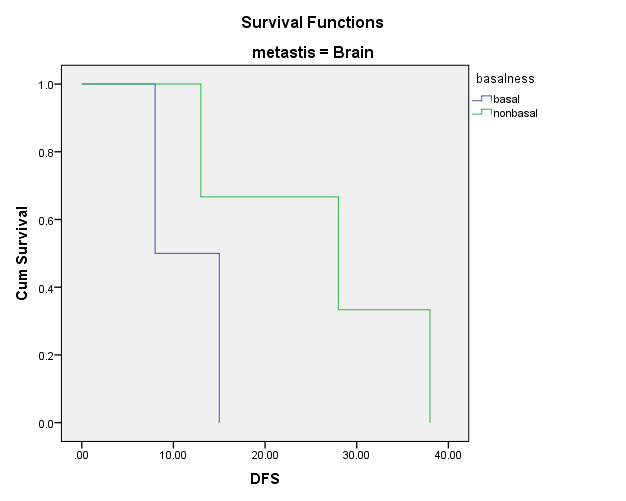 Survival Functions
metastis = Brain
basalness
basal
nonbasal
Cum Survival
1.0
0.8
0.6
0.4
0.2
0.0
.00 10.00 20.00 30.00 40.00
DFS